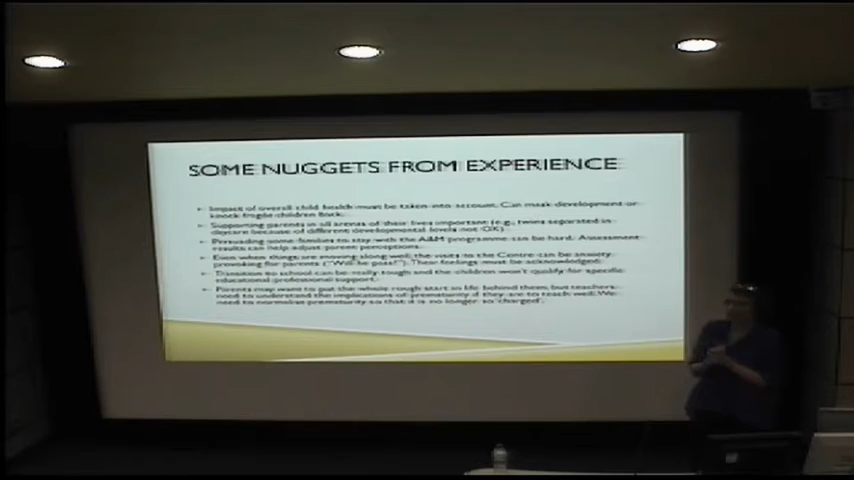 SOME NUGGETS FROM EXPERIENCE
Impact of overall child health must be taken into account. Can mask development or
knock fragile children back.
Supporting parents in all arenas of their lives important (e.g., twins separated in
daycare because of different developmental levels not OK)
Persuading some families to stay with the A&M programme can be hard. Assessment
results can help adjust parent perceptions.
Even when things are moving along well, the visits to the Centre can be anxiety
provoking for parents ("Will he pass?"). Their feelings must be acknowledged.
Transition to school can be really tough and the children won't qualify for specific
educational professional support.
Parents may want to put the whole rough start in life behind them, but teachers
need to understand the implications of prematurity if they are to teach well. We
need to normalise prematurity so that it is no longer so 'charged'.